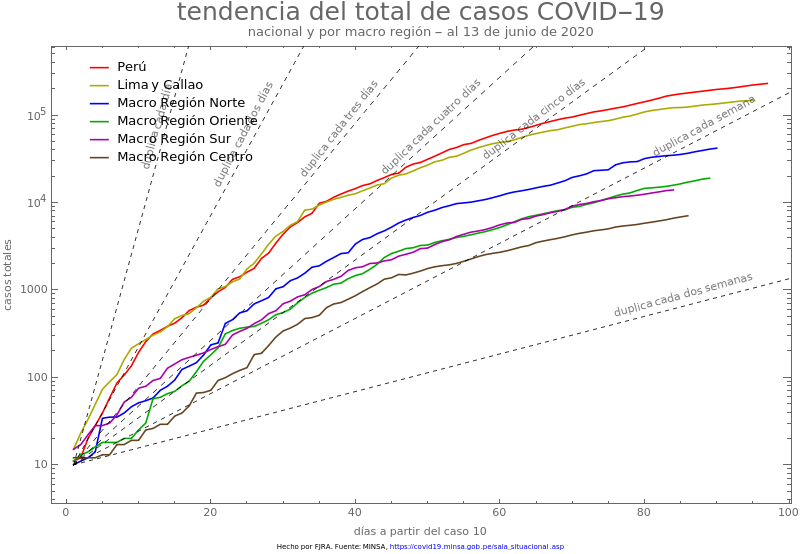 tendencia del total de casos COVID−19
nacional y por macro región − al 13 de junio de 2020
Perú
Lima y Callao
Macro Región Norte
Macro Región Oriente
Macro Región Sur
Macro Región Centro
duplica cada día
duplica cada dos días
duplica cada tres días
duplica cada cuatro días
duplica cada cinco días
duplica cada semana
duplica cada dos semanas
casos totales
10^5
10^4
1000
100
10
0 20 40 60 80 100
días a partir del caso 10
Hecho por FJRA. Fuente: MINSA, https://covid19.minsa.gob.pe/sala_situacional.asp